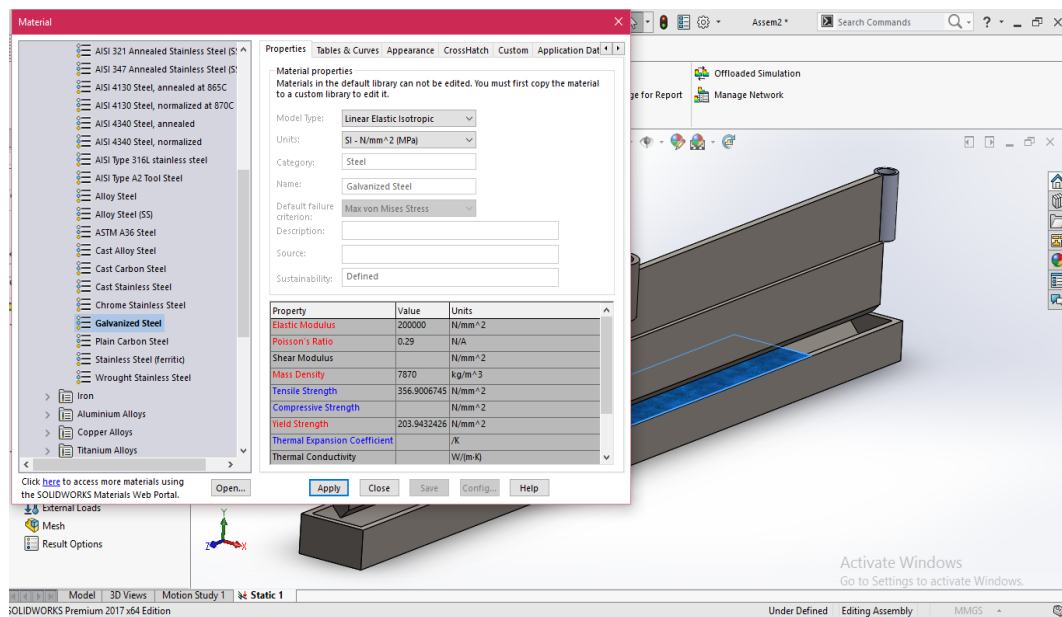 Material
Assem2 *
Search Commands
?
AISI 321 Annealed Stainless Steel (S
AISI 347 Annealed Stainless Steel (S
AISI 4130 Steel, annealed at 865C
AISI 4130 Steel, normalized at 870C
AISI 4340 Steel, annealed
AISI 4340 Steel, normalized
AISI Type 316L stainless steel
AISI Type A2 Tool Steel
Alloy Steel
Alloy Steel (SS)
ASTM A36 Steel
Cast Alloy Steel
Cast Carbon Steel
Cast Stainless Steel
Chrome Stainless Steel
Galvanized Steel
Plain Carbon Steel
Stainless Steel (ferritic)
Wrought Stainless Steel
Iron
Aluminium Alloys
Copper Alloys
Titanium Alloys
Click here to access more materials using
the SOLIDWORKS Materials Web Portal.
Open...
Properties Tables & Curves Appearance CrossHatch Custom Application Dat
Material properties
Materials in the default library can not be edited. You must first copy the material
to a custom library to edit it.
Model Type: Linear Elastic Isotropic
Units: SI - N/mm^2 (MPa)
Category: Steel
Name: Galvanized Steel
Default failure
criterion: Max von Mises Stress
Description:
Source:
Sustainability: Defined
Property Value Units
Elastic Modulus 200000 N/mm^2
Poisson's Ratio 0.29 N/A
Shear Modulus N/mm^2
Mass Density 7870 kg/m^3
Tensile Strength 356.9006745 N/mm^2
Compressive Strength N/mm^2
Yield Strength 203.9432426 N/mm^2
Thermal Expansion Coefficient /K
Thermal Conductivity W/(m·K)
Apply Close Save Config... Help
Offloaded Simulation
ge for Report Manage Network
External Loads
Mesh
Result Options
Y
Z X
Activate Windows
Go to Settings to activate Windows.
Model 3D Views Motion Study 1 Static 1
SOLIDWORKS Premium 2017 x64 Edition
Under Defined Editing Assembly MMGS